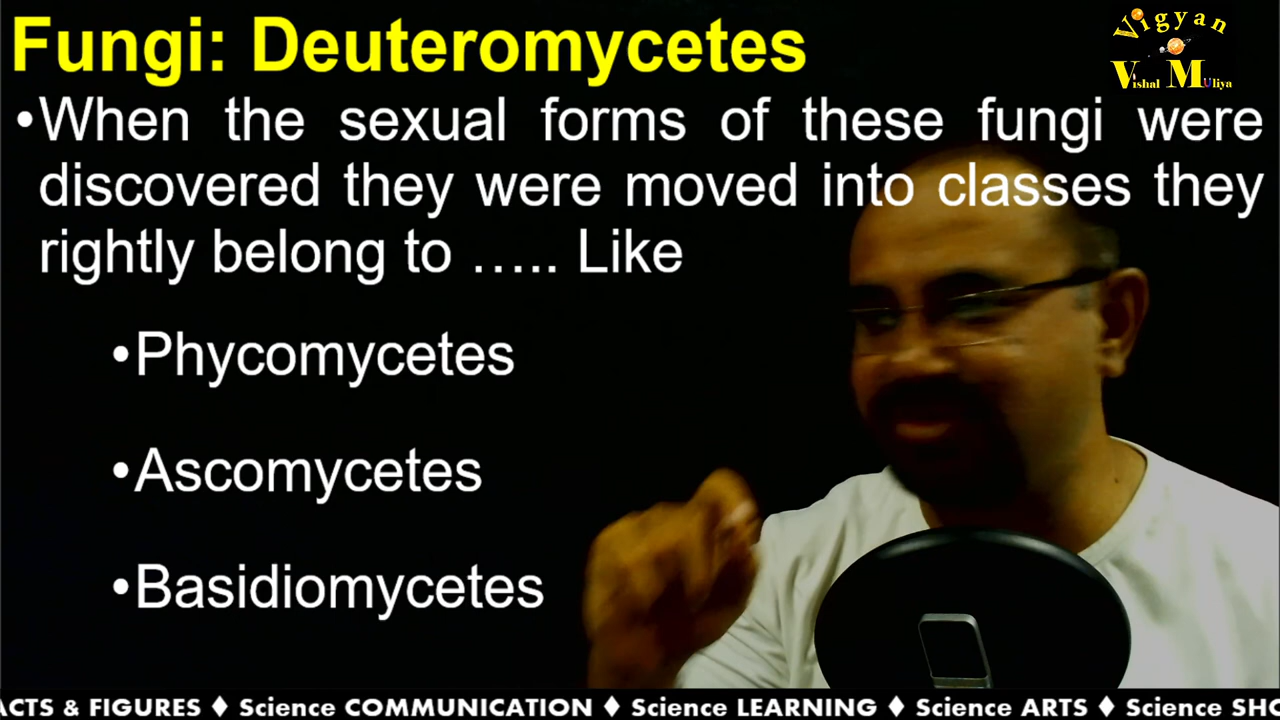 Fungi: Deuteromycetes
Vigyan
Vishal MUliya
•When the sexual forms of these fungi were
discovered they were moved into classes they
rightly belong to ….. Like
•Phycomycetes
•Ascomycetes
•Basidiomycetes
ACTS & FIGURES ♦ Science COMMUNICATION ♦ Science LEARNING ♦ Science ARTS ♦ Science SHO